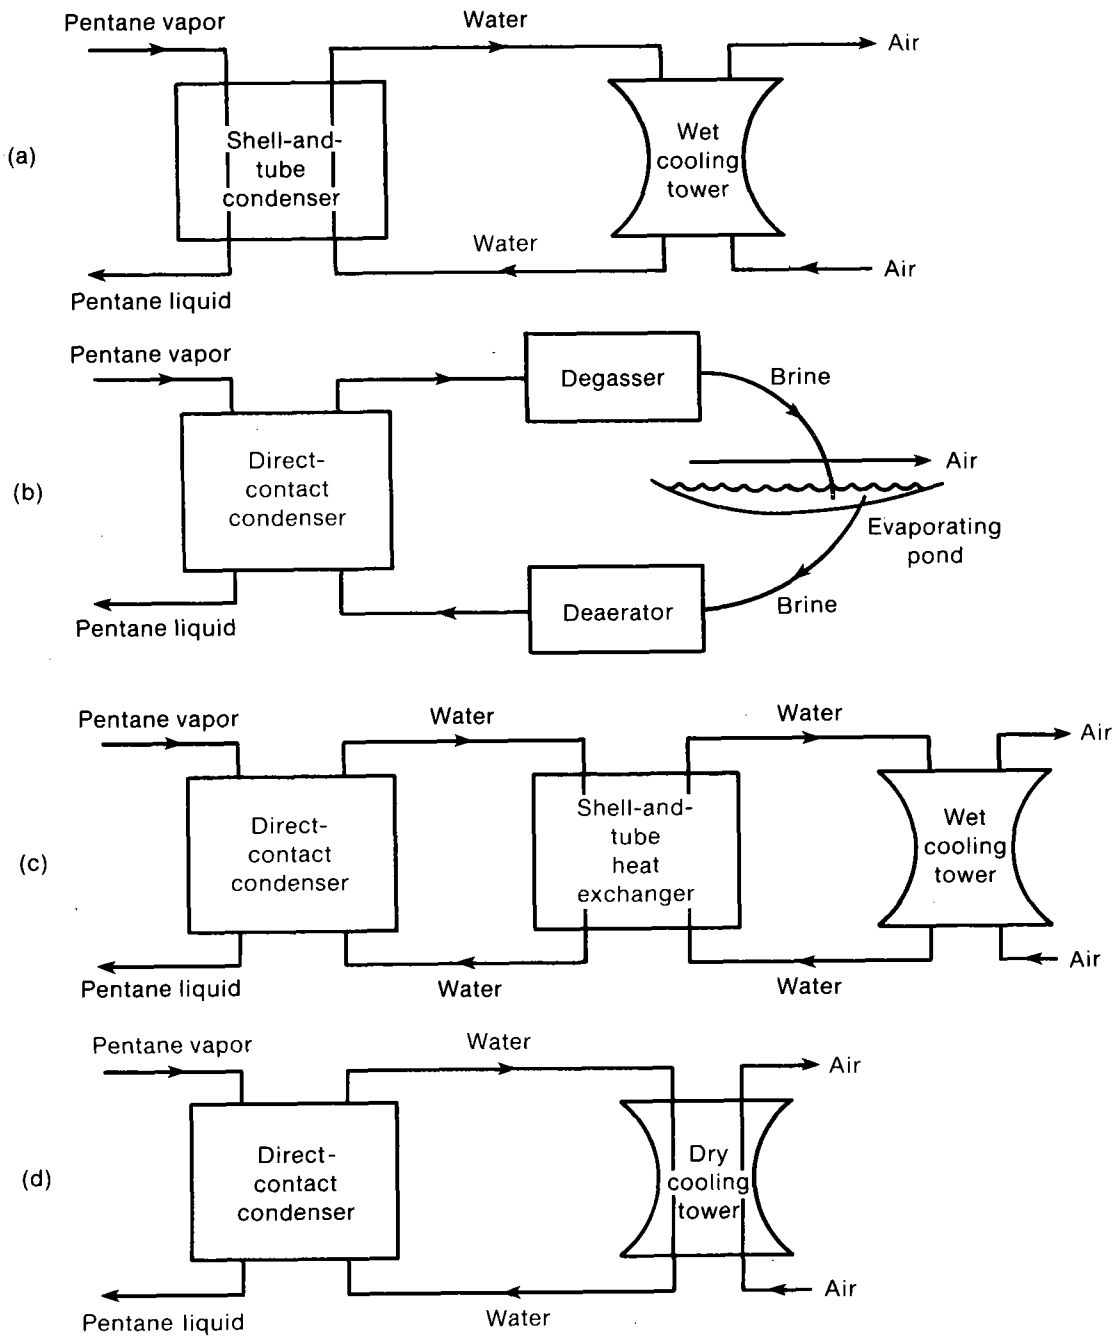 Pentane vapor
Water
Air
(a)
Shell-and-
tube
condenser
Wet
cooling
tower
Water
Air
Pentane liquid
Pentane vapor
Degasser
Brine
Air
(b)
Direct-
contact
condenser
Evaporating
pond
Deaerator
Brine
Pentane liquid
Pentane vapor
Water
Water
Air
(c)
Direct-
contact
condenser
Shell-and-
tube
heat
exchanger
Wet
cooling
tower
Pentane liquid
Water
Water
Air
Pentane vapor
Water
Air
(d)
Direct-
contact
condenser
Dry
cooling
tower
Pentane liquid
Water
Air